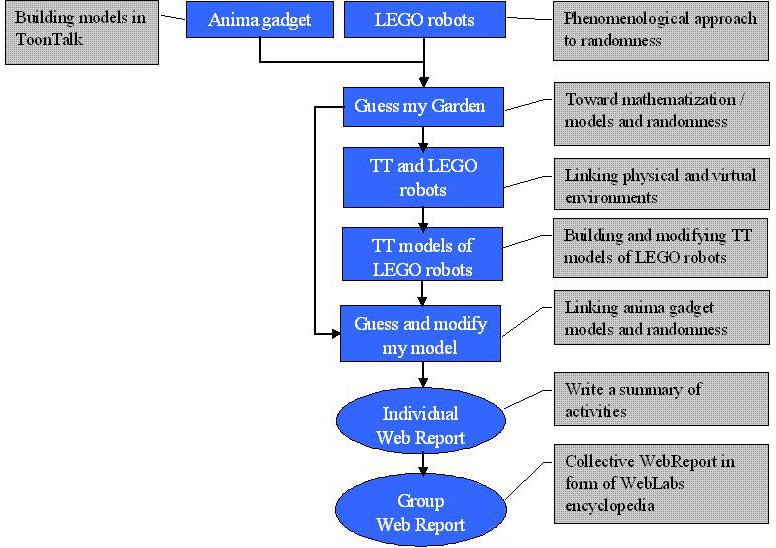 Building models in
ToonTalk
Anima gadget
LEGO robots
Phenomenological approach
to randomness
Guess my Garden
Toward mathematization /
models and randomness
TT and LEGO
robots
Linking physical and virtual
environments
TT models of
LEGO robots
Building and modifying TT
models of LEGO robots
Guess and modify
my model
Linking anima gadget
models and randomness
Individual
Web Report
Write a summary of
activities
Group
Web Report
Collective WebReport in
form of WebLabs
encyclopedia